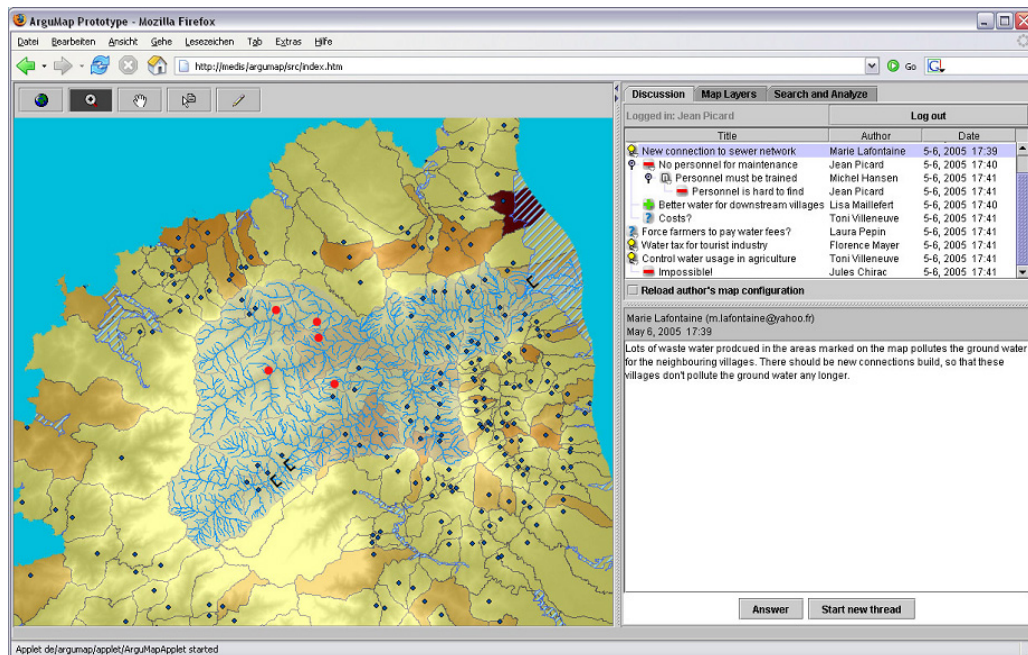 ArguMap Prototype - Mozilla Firefox
Datei Bearbeiten Ansicht Gehe Lesezeichen Tab Extras Hilfe
http://medis/argumap/src/index.htm Go
Discussion Map Layers Search and Analyze
Logged in: Jean Picard Log out
Title Author Date
New connection to sewer network Marie Lafontaine 5-6, 2005 17:39
No personnel for maintenance Jean Picard 5-6, 2005 17:40
Personnel must be trained Michel Hansen 5-6, 2005 17:41
Personnel is hard to find Jean Picard 5-6, 2005 17:41
Better water for downstream villages Lisa Maillefert 5-6, 2005 17:40
Costs? Toni Villeneuve 5-6, 2005 17:41
Force farmers to pay water fees? Laura Pepin 5-6, 2005 17:41
Water tax for tourist industry Florence Mayer 5-6, 2005 17:41
Control water usage in agriculture Toni Villeneuve 5-6, 2005 17:41
Impossible! Jules Chirac 5-6, 2005 17:41
Reload author's map configuration
Marie Lafontaine (m.lafontaine@yahoo.fr)
May 6, 2005 17:39
Lots of waste water prodcued in the areas marked on the map pollutes the ground water
for the neighbouring villages. There should be new connections build, so that these
villages don't pollute the ground water any longer.
Answer Start new thread
Applet de/argumap/applet/ArguMapApplet started